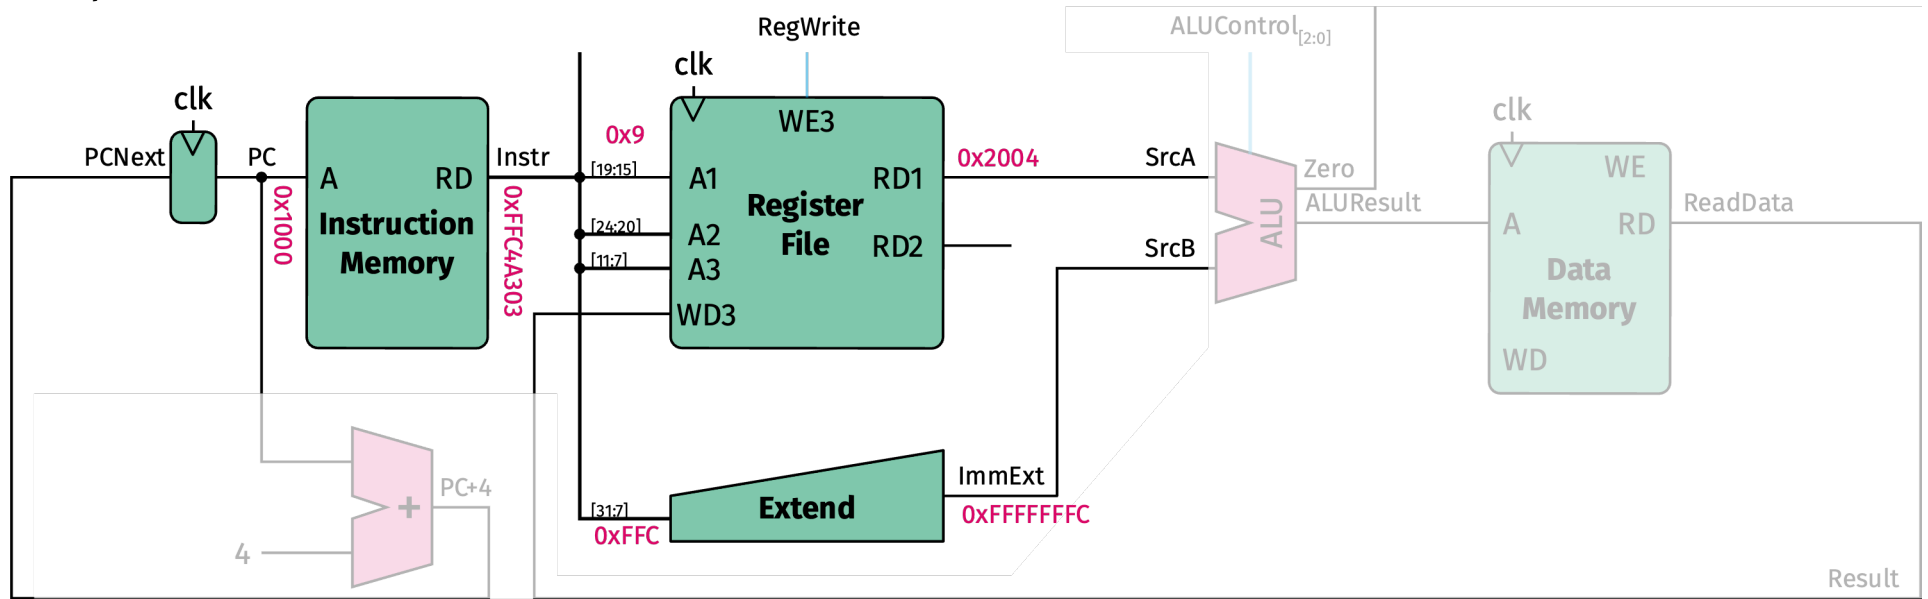 RegWrite
ALUControl[2:0]
clk
clk
clk
PCNext
PC
0x1000
A
RD
Instruction
Memory
Instr
0xFFC4A303
0x9
[19:15]
[24:20]
[11:7]
WE3
A1
A2
A3
WD3
RD1
RD2
Register
File
0x2004
SrcA
SrcB
ALU
Zero
ALUResult
WE
A
RD
Data
Memory
WD
ReadData
PC+4
+
4
[31:7]
0xFFC
Extend
ImmExt
0xFFFFFFFC
Result